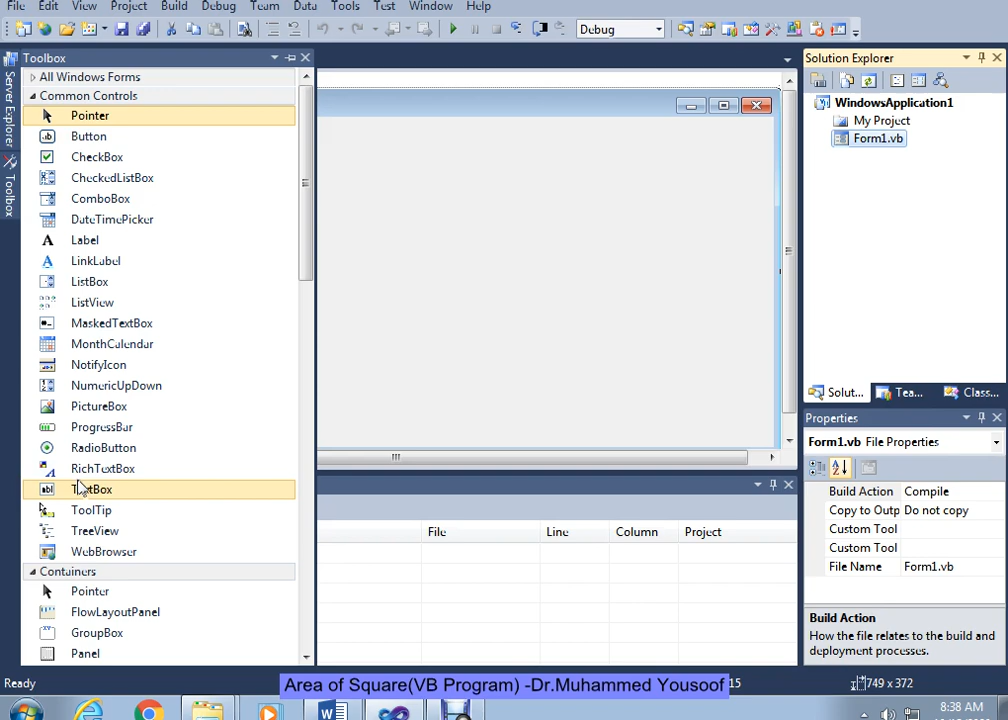 File Edit View Project Build Debug Team Data Tools Test Window Help
Debug
Server Explorer
Toolbox
Toolbox
All Windows Forms
Common Controls
Pointer
Button
CheckBox
CheckedListBox
ComboBox
DateTimePicker
Label
LinkLabel
ListBox
ListView
MaskedTextBox
MonthCalendar
NotifyIcon
NumericUpDown
PictureBox
ProgressBar
RadioButton
RichTextBox
TextBox
ToolTip
TreeView
WebBrowser
Containers
Pointer
FlowLayoutPanel
GroupBox
Panel
File Line Column Project
Solution Explorer
WindowsApplication1
My Project
Form1.vb
Solut... Tea... Class...
Properties
Form1.vb File Properties
Build Action Compile
Copy to Outp Do not copy
Custom Tool
Custom Tool
File Name Form1.vb
Build Action
How the file relates to the build and
deployment processes.
Ready
15
749 x 372
Area of Square(VB Program) -Dr.Muhammed Yousoof
8:38 AM